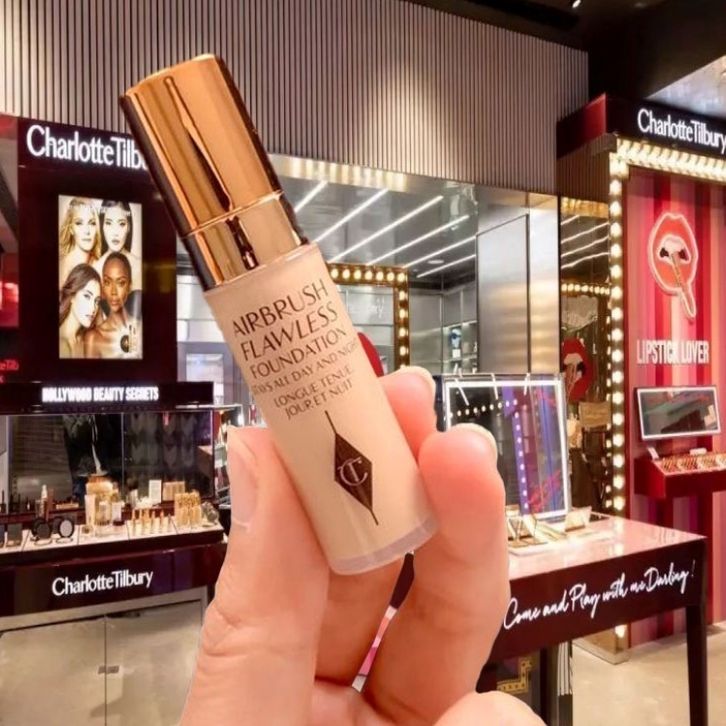 CharlotteTilb
CharlotteTilbury
AIRBRUSH
FLAWLESS
FOUNDATION
STAYS ALL DAY AND NIGHT
LONGUE TENUE
JOUR ET NUIT
CT
LIPSTICK LOVER
HOLLYWOOD BEAUTY SECRETS
CharlotteTilbury
Come and Play with me Darling!